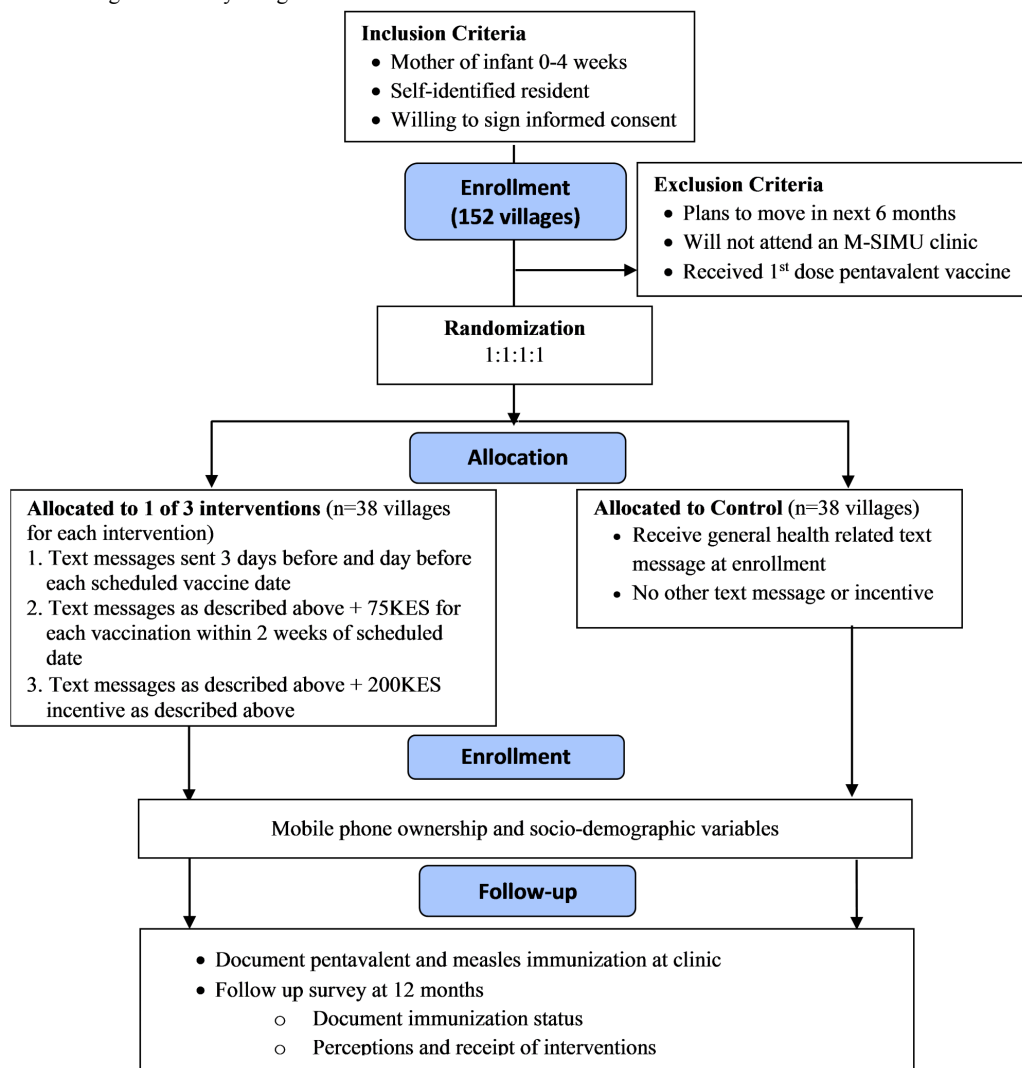 Inclusion Criteria
• Mother of infant 0-4 weeks
• Self-identified resident
• Willing to sign informed consent
Enrollment
(152 villages)
Exclusion Criteria
• Plans to move in next 6 months
• Will not attend an M-SIMU clinic
• Received 1st dose pentavalent vaccine
Randomization
1:1:1:1
Allocation
Allocated to 1 of 3 interventions (n=38 villages
for each intervention)
1. Text messages sent 3 days before and day before
each scheduled vaccine date
2. Text messages as described above + 75KES for
each vaccination within 2 weeks of scheduled
date
3. Text messages as described above + 200KES
incentive as described above
Allocated to Control (n=38 villages)
• Receive general health related text
message at enrollment
• No other text message or incentive
Enrollment
Mobile phone ownership and socio-demographic variables
Follow-up
• Document pentavalent and measles immunization at clinic
• Follow up survey at 12 months
o Document immunization status
o Perceptions and receipt of interventions